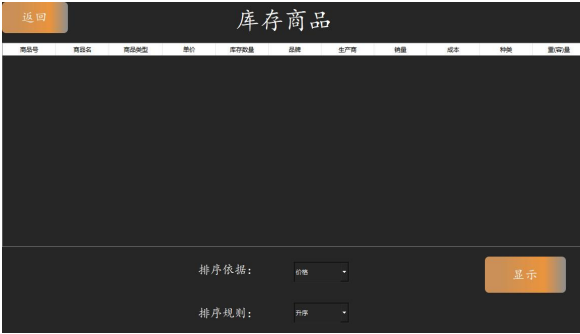 返回
库存商品
商品号 商品名 商品类型 单价 库存数量 品牌 生产商 销量 成本 种类 重(容)量
排序依据: 价格
显示
排序规则: 升序